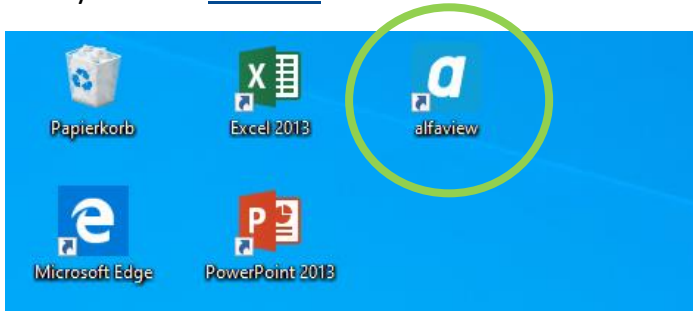 Papierkorb
Excel 2013
alfaview
Microsoft Edge
PowerPoint 2013